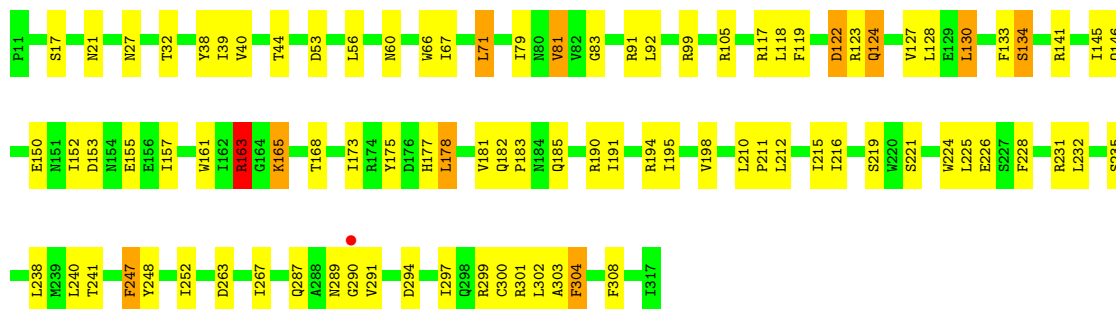 P11 S17 N21 N27 T32 Y38 I39 V40 T44 D53 L56 N60 W66 I67 L71 I79 N80 V81 V82 G83 R91 L92 R99 R105 R117 L118 F119 D122 R123 Q124 V127 L128 E129 L130 F133 S134 R141 I145 Q146
E150 N151 I152 D153 N154 E155 E156 I157 W161 I162 R163 G164 K165 T168 I173 R174 Y175 D176 H177 L178 V181 Q182 P183 N184 Q185 R190 I191 R194 I195 V198 L210 P211 L212 I215 I216 S219 W220 S221 W224 L225 E226 S227 F228 R231 L232 S235
L238 M239 L240 T241 F247 Y248 I252 D263 I267 Q287 A288 N289 G290 V291 D294 I297 Q298 R299 C300 R301 L302 A303 F304 F308 I317